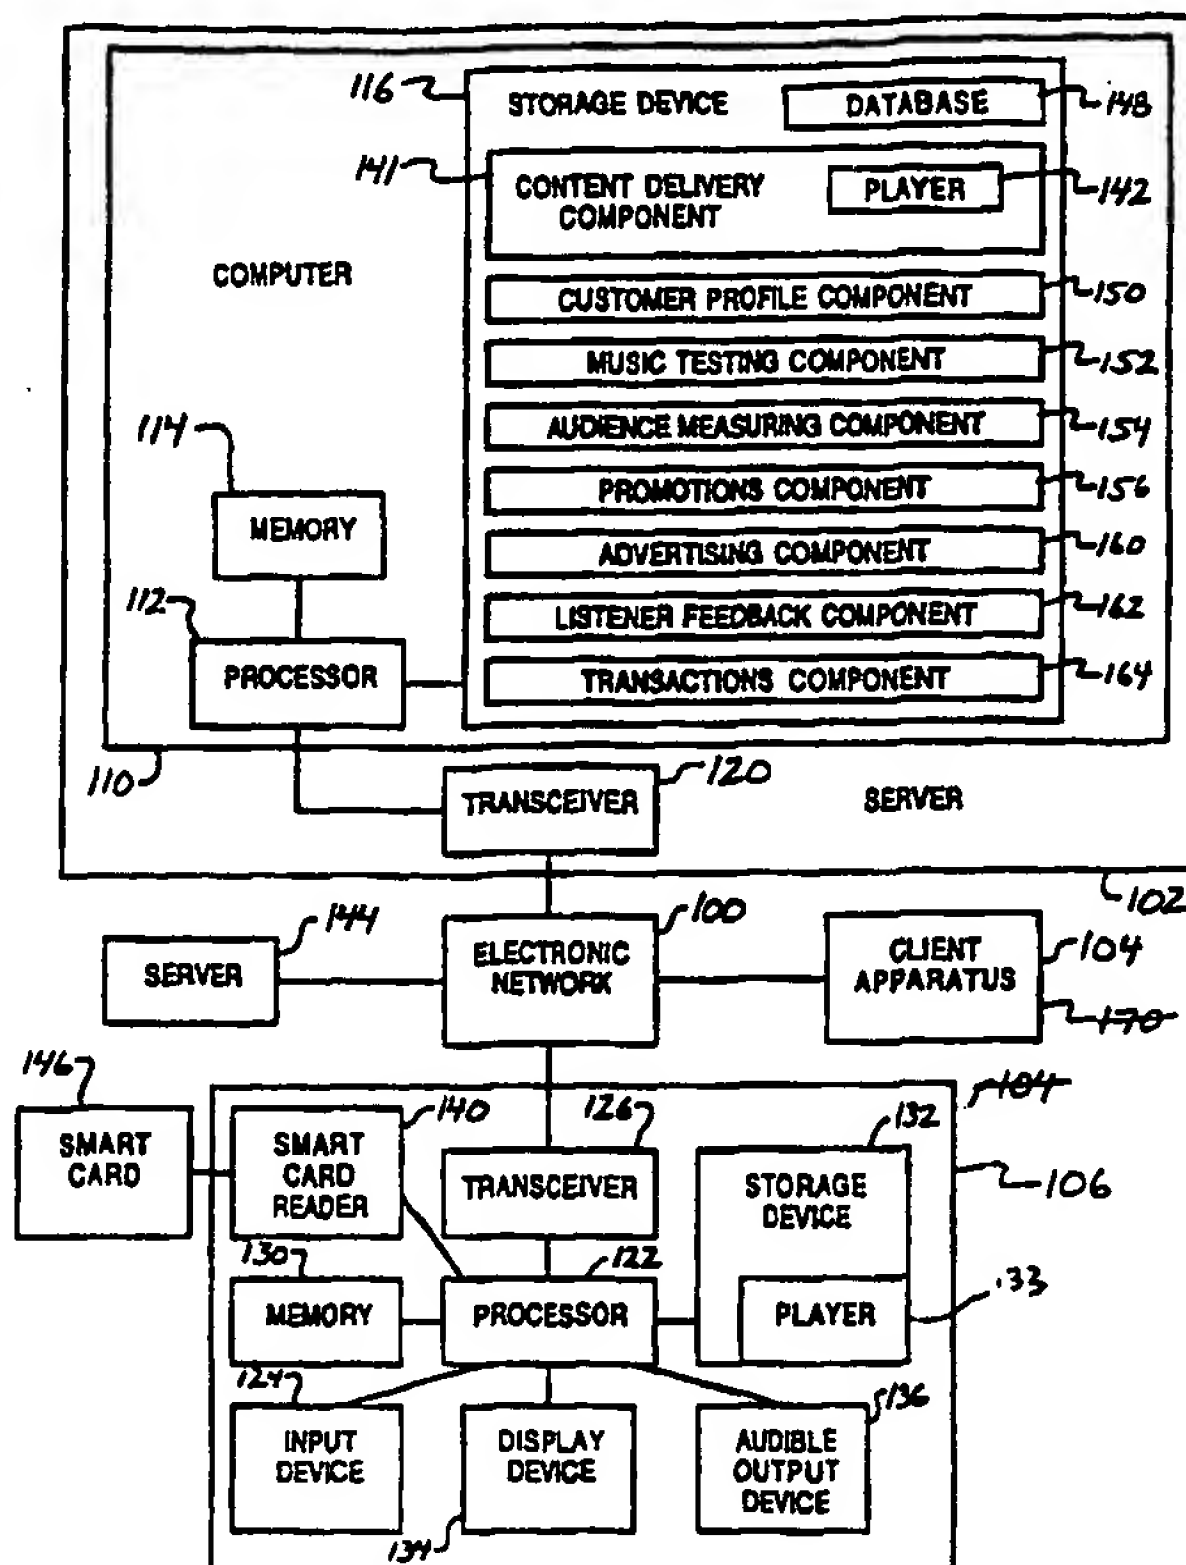 116
STORAGE DEVICE
DATABASE
148
141
CONTENT DELIVERY
COMPONENT
PLAYER
142
COMPUTER
CUSTOMER PROFILE COMPONENT
150
MUSIC TESTING COMPONENT
152
114
AUDIENCE MEASURING COMPONENT
154
MEMORY
PROMOTIONS COMPONENT
156
ADVERTISING COMPONENT
160
112
LISTENER FEEDBACK COMPONENT
162
PROCESSOR
TRANSACTIONS COMPONENT
164
110
120
TRANSCEIVER
SERVER
102
144
100
SERVER
ELECTRONIC
NETWORK
CLIENT
APPARATUS
104
170
146
SMART
CARD
140
SMART
CARD
READER
126
TRANSCEIVER
132
STORAGE
DEVICE
104
106
130
MEMORY
122
PROCESSOR
PLAYER
133
124
INPUT
DEVICE
DISPLAY
DEVICE
134
AUDIBLE
OUTPUT
DEVICE
136